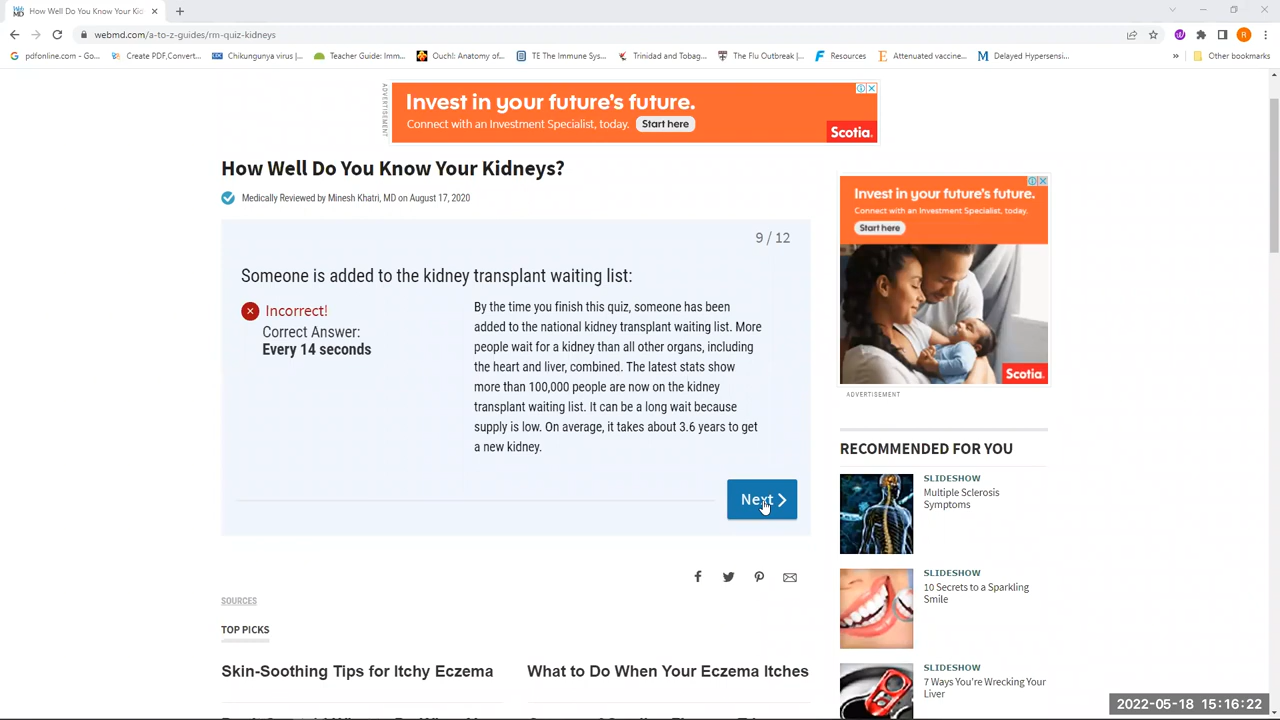 How Well Do You Know Your Kid
webmd.com/a-to-z-guides/rm-quiz-kidneys
R
pdfonline.com - Go...
Create PDF,Convert...
Chikungunya virus |...
Teacher Guide: Imm...
Ouch!: Anatomy of...
TE The Immune Sys...
Trinidad and Tobag...
The Flu Outbreak |...
Resources
Attenuated vaccine...
Delayed Hypersensi...
»
Other bookmarks
ADVERTISEMENT
Invest in your future's future.
Connect with an Investment Specialist, today. Start here
Scotia.
How Well Do You Know Your Kidneys?
Medically Reviewed by Minesh Khatri, MD on August 17, 2020
9 / 12
Someone is added to the kidney transplant waiting list:
Incorrect!
Correct Answer:
Every 14 seconds
By the time you finish this quiz, someone has been
added to the national kidney transplant waiting list. More
people wait for a kidney than all other organs, including
the heart and liver, combined. The latest stats show
more than 100,000 people are now on the kidney
transplant waiting list. It can be a long wait because
supply is low. On average, it takes about 3.6 years to get
a new kidney.
Next
SOURCES
TOP PICKS
Skin-Soothing Tips for Itchy Eczema
What to Do When Your Eczema Itches
Invest in your future's future.
Connect with an Investment Specialist, today.
Start here
Scotia.
ADVERTISEMENT
RECOMMENDED FOR YOU
SLIDESHOW
Multiple Sclerosis
Symptoms
SLIDESHOW
10 Secrets to a Sparkling
Smile
SLIDESHOW
7 Ways You're Wrecking Your
Liver
2022-05-18 15:16:22